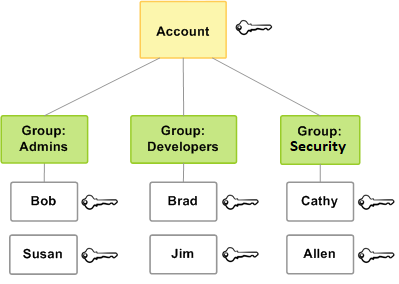 Account
Group:
Admins
Group:
Developers
Group:
Security
Bob
Brad
Cathy
Susan
Jim
Allen